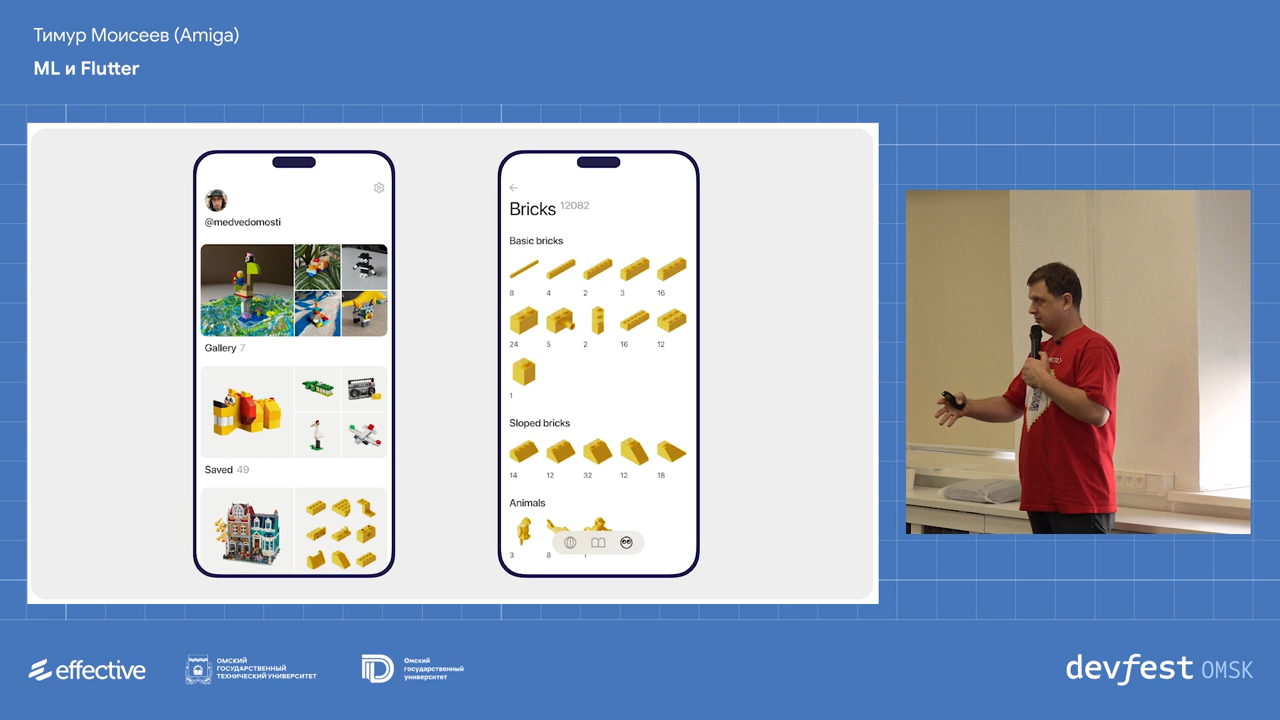 Тимур Моисеев (Amiga)
ML и Flutter
@medvedomosti
Gallery 7
Saved 49
Bricks 12082
Basic bricks
8 4 2 3 16
24 5 2 16 12
1
Sloped bricks
14 12 32 12 18
Animals
3 8
effective
ОМСКИЙ
ГОСУДАРСТВЕННЫЙ
ТЕХНИЧЕСКИЙ УНИВЕРСИТЕТ
Омский
государственный
университет
devfest OMSK